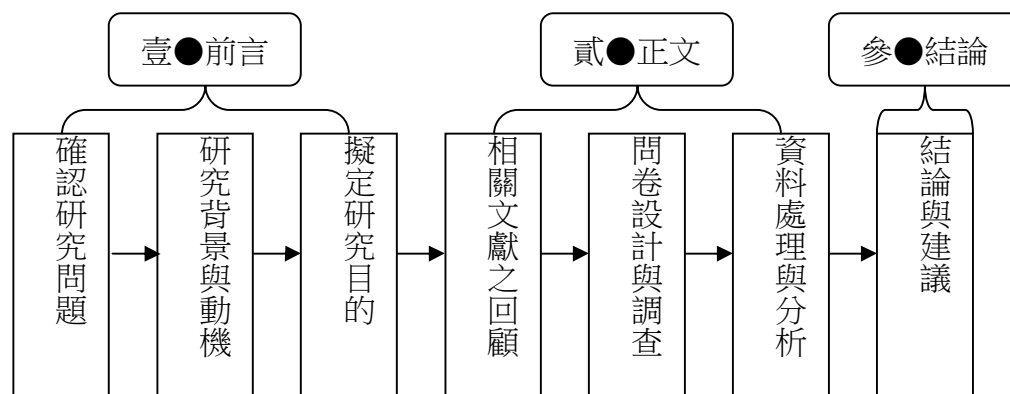 壹●前言
貳●正文
參●結論
確認研究問題
研究背景與動機
擬定研究目的
相關文獻之回顧
問卷設計與調查
資料處理與分析
結論與建議